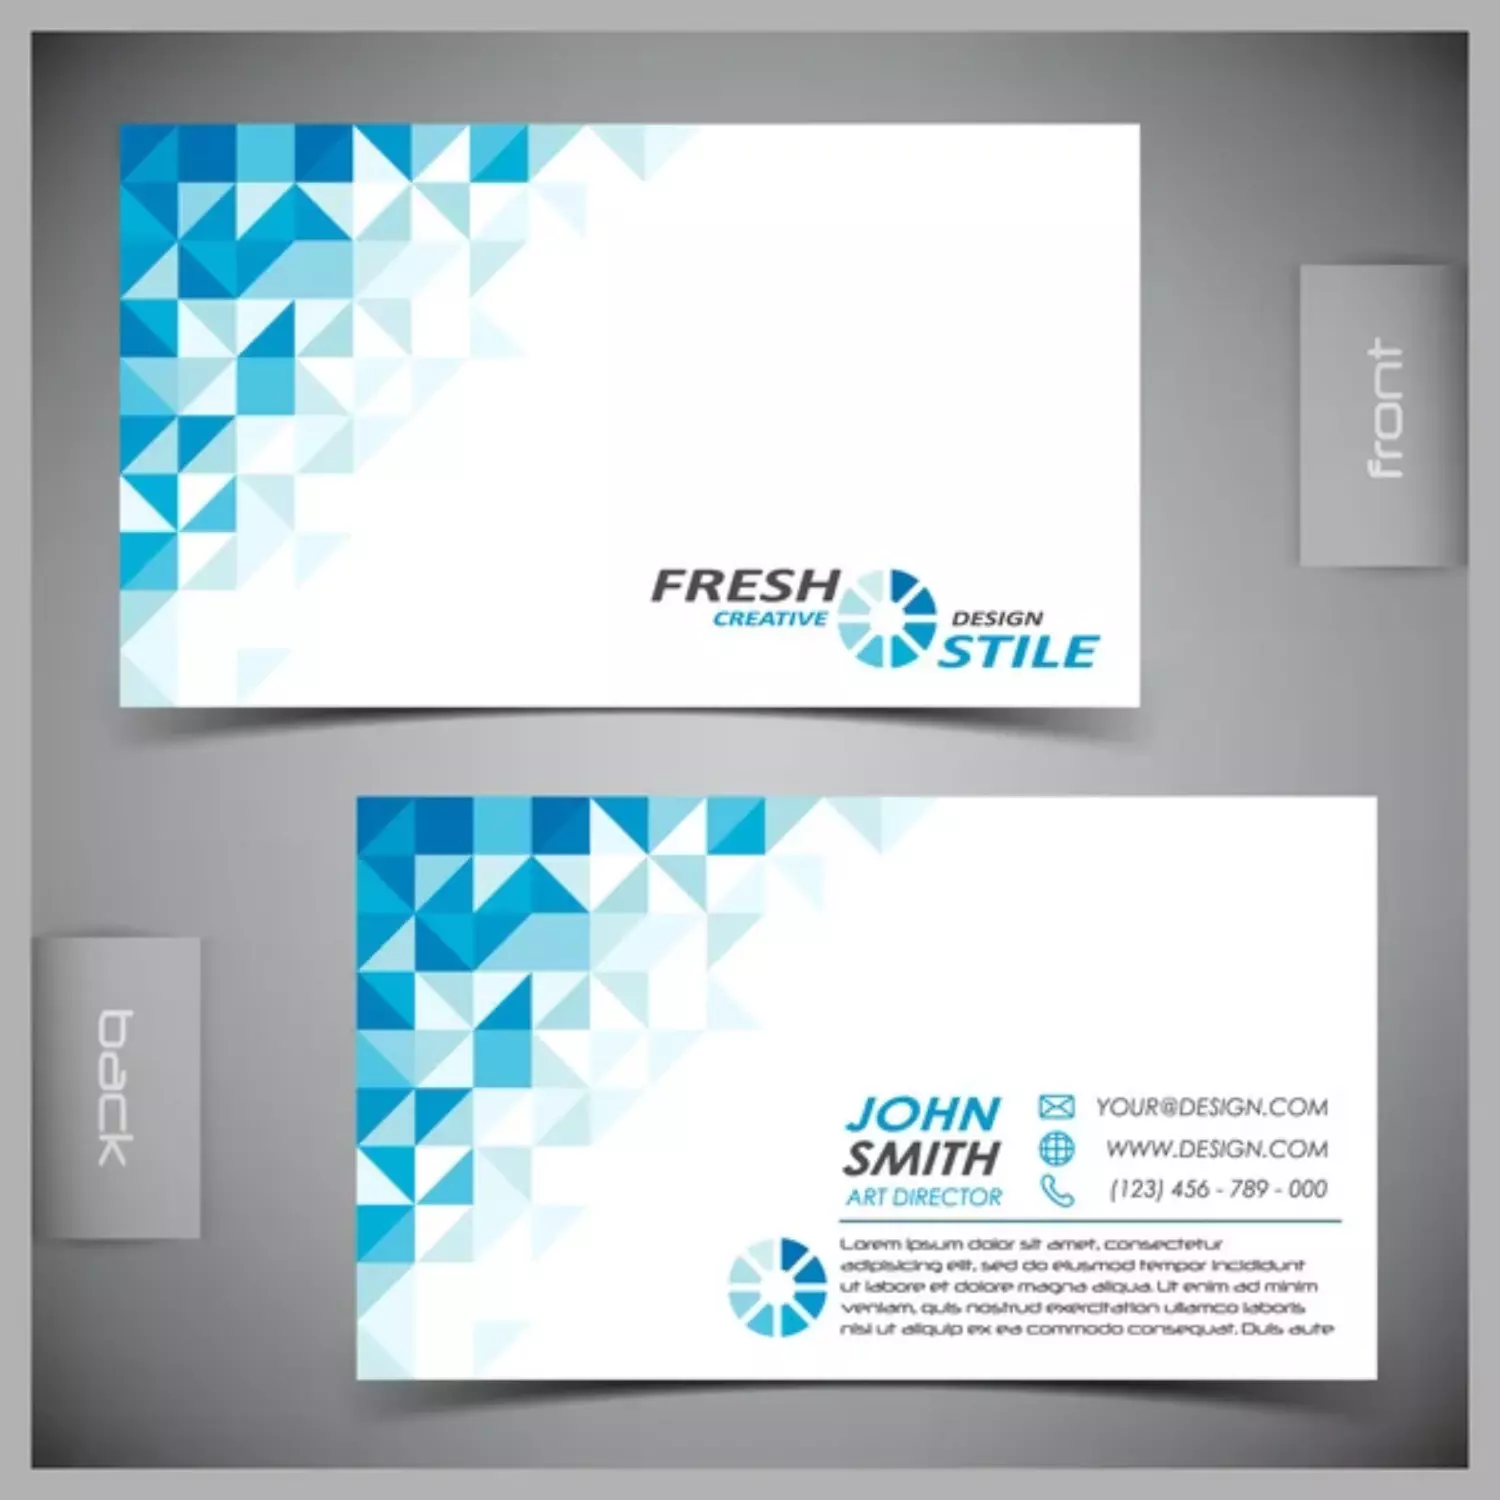 FRESH
CREATIVE
DESIGN
STILE
front
back
JOHN
SMITH
ART DIRECTOR
YOUR@DESIGN.COM
WWW.DESIGN.COM
(123) 456 - 789 - 000
Lorem ipsum dolor sit amet, consectetur
adipisicing elit, sed do eiusmod tempor incididunt
ut labore et dolore magna aliqua. Ut enim ad minim
veniam, quis nostrud exercitation ullamco laboris
nisi ut aliquip ex ea commodo consequat. Duis aute